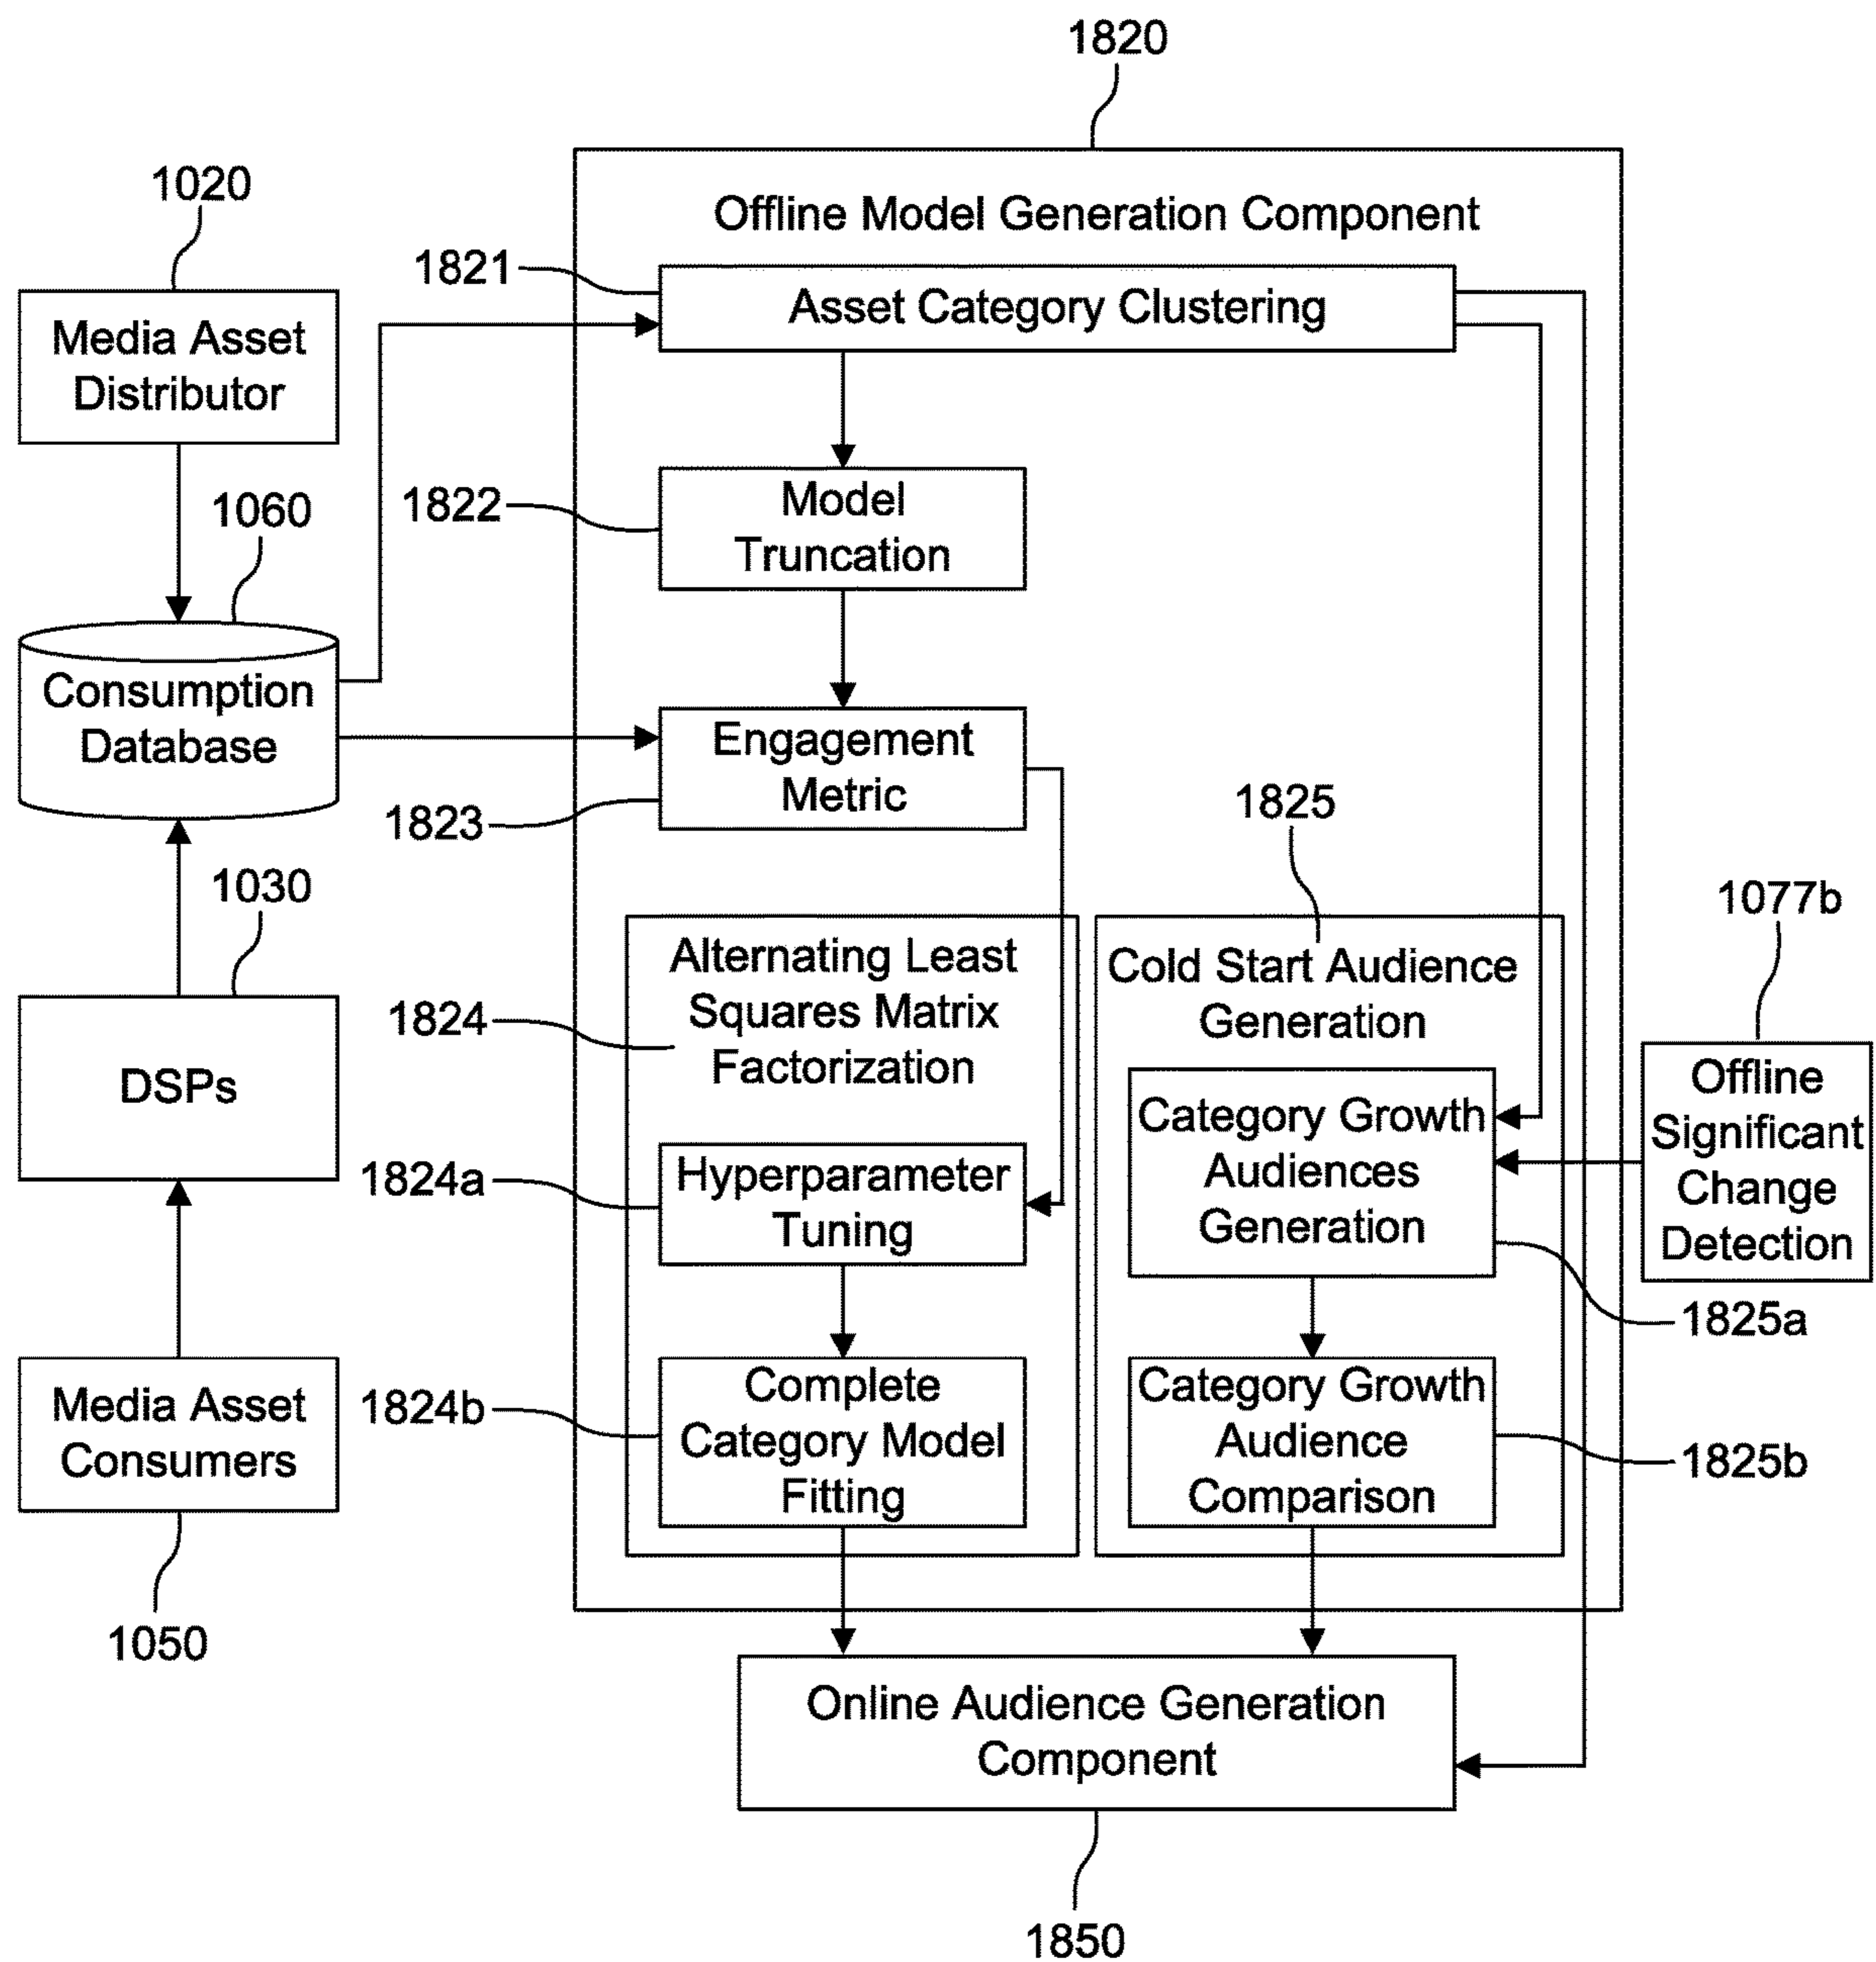 1820
1020
Offline Model Generation Component
1821
Asset Category Clustering
Media Asset
Distributor
1060
1822
Model
Truncation
Consumption
Database
Engagement
Metric
1823
1825
1030
1077b
Alternating Least
Squares Matrix
Factorization
1824
Cold Start Audience
Generation
DSPs
Offline
Significant
Change
Detection
Category Growth
Audiences
Generation
1824a
Hyperparameter
Tuning
1825a
Media Asset
Consumers
1824b
Complete
Category Model
Fitting
Category Growth
Audience
Comparison
1825b
1050
Online Audience Generation
Component
1850